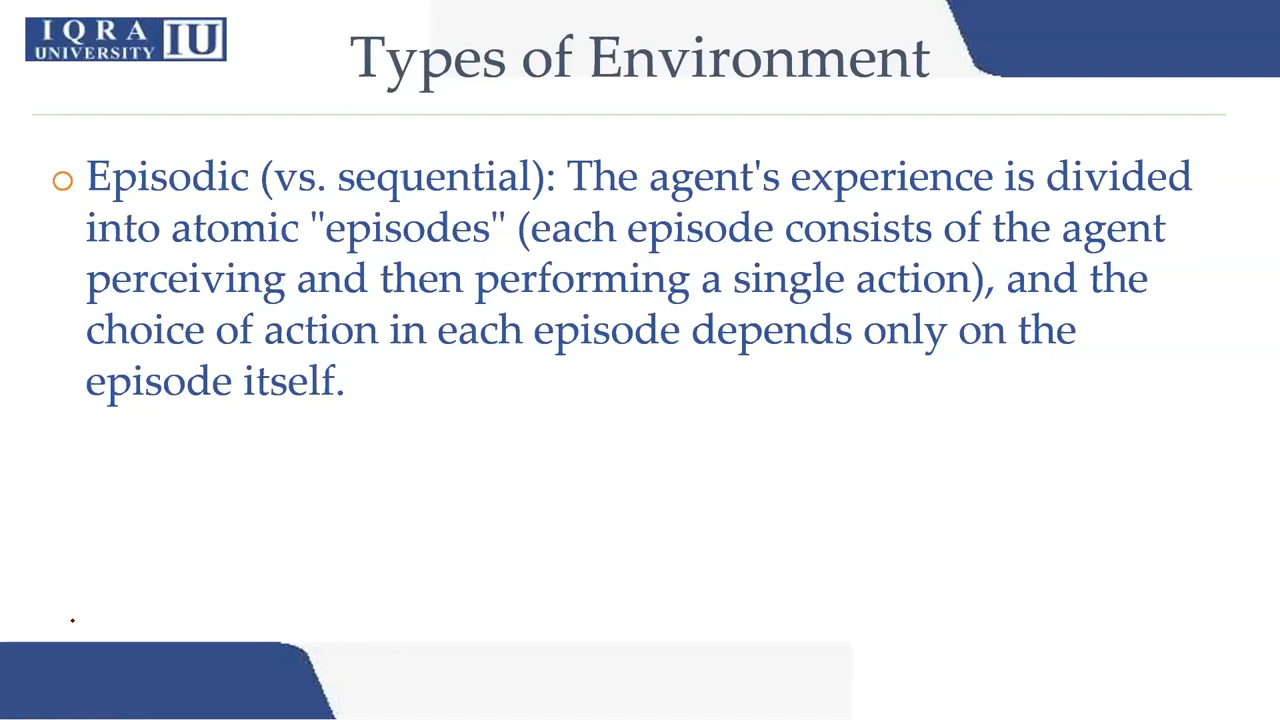 IQRA
UNIVERSITY IU
Types of Environment
Episodic (vs. sequential): The agent's experience is divided
into atomic "episodes" (each episode consists of the agent
perceiving and then performing a single action), and the
choice of action in each episode depends only on the
episode itself.